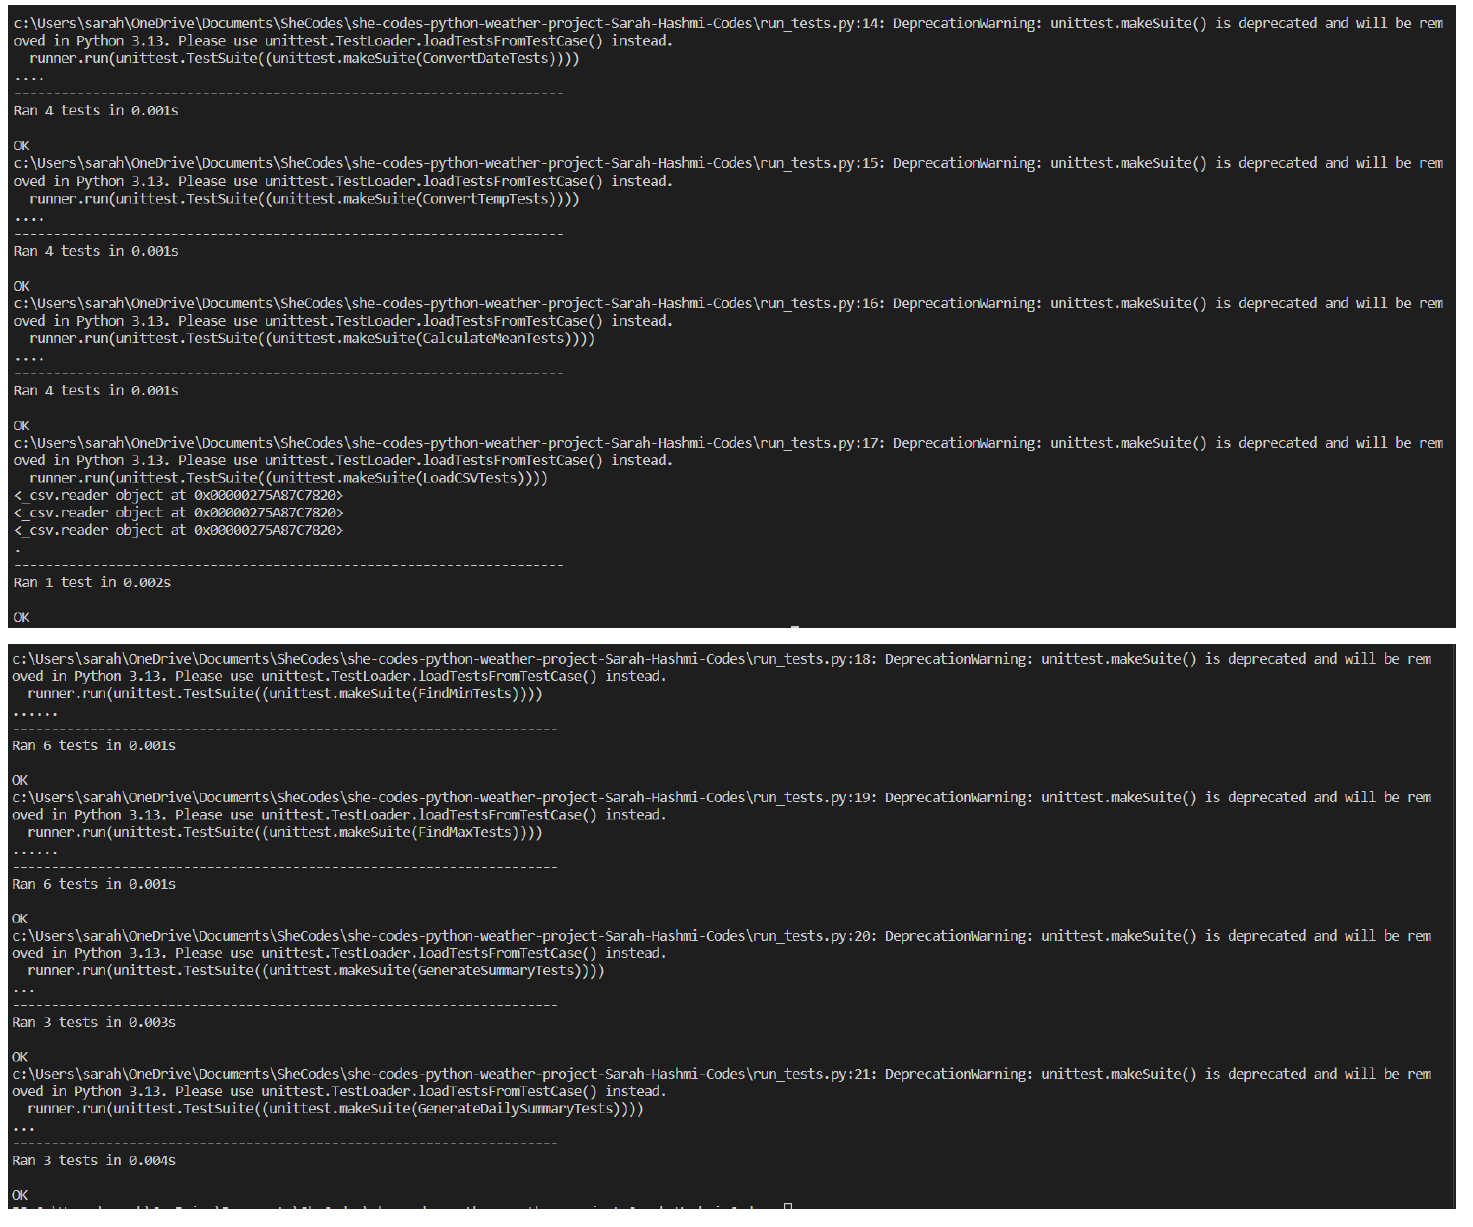 c:\Users\sarah\OneDrive\Documents\SheCodes\she-codes-python-weather-project-Sarah-Hashmi-Codes\run_tests.py:14: DeprecationWarning: unittest.makeSuite() is deprecated and will be rem
oved in Python 3.13. Please use unittest.TestLoader.loadTestsFromTestCase() instead.
  runner.run(unittest.TestSuite((unittest.makeSuite(ConvertDateTests))))
....
----------------------------------------------------------------------
Ran 4 tests in 0.001s

OK
c:\Users\sarah\OneDrive\Documents\SheCodes\she-codes-python-weather-project-Sarah-Hashmi-Codes\run_tests.py:15: DeprecationWarning: unittest.makeSuite() is deprecated and will be rem
oved in Python 3.13. Please use unittest.TestLoader.loadTestsFromTestCase() instead.
  runner.run(unittest.TestSuite((unittest.makeSuite(ConvertTempTests))))
....
----------------------------------------------------------------------
Ran 4 tests in 0.001s

OK
c:\Users\sarah\OneDrive\Documents\SheCodes\she-codes-python-weather-project-Sarah-Hashmi-Codes\run_tests.py:16: DeprecationWarning: unittest.makeSuite() is deprecated and will be rem
oved in Python 3.13. Please use unittest.TestLoader.loadTestsFromTestCase() instead.
  runner.run(unittest.TestSuite((unittest.makeSuite(CalculateMeanTests))))
....
----------------------------------------------------------------------
Ran 4 tests in 0.001s

OK
c:\Users\sarah\OneDrive\Documents\SheCodes\she-codes-python-weather-project-Sarah-Hashmi-Codes\run_tests.py:17: DeprecationWarning: unittest.makeSuite() is deprecated and will be rem
oved in Python 3.13. Please use unittest.TestLoader.loadTestsFromTestCase() instead.
  runner.run(unittest.TestSuite((unittest.makeSuite(LoadCSVTests))))
<_csv.reader object at 0x00000275A87C7820>
<_csv.reader object at 0x00000275A87C7820>
<_csv.reader object at 0x00000275A87C7820>
.
----------------------------------------------------------------------
Ran 1 test in 0.002s

OK
c:\Users\sarah\OneDrive\Documents\SheCodes\she-codes-python-weather-project-Sarah-Hashmi-Codes\run_tests.py:18: DeprecationWarning: unittest.makeSuite() is deprecated and will be rem
oved in Python 3.13. Please use unittest.TestLoader.loadTestsFromTestCase() instead.
  runner.run(unittest.TestSuite((unittest.makeSuite(FindMinTests))))
......
----------------------------------------------------------------------
Ran 6 tests in 0.001s

OK
c:\Users\sarah\OneDrive\Documents\SheCodes\she-codes-python-weather-project-Sarah-Hashmi-Codes\run_tests.py:19: DeprecationWarning: unittest.makeSuite() is deprecated and will be rem
oved in Python 3.13. Please use unittest.TestLoader.loadTestsFromTestCase() instead.
  runner.run(unittest.TestSuite((unittest.makeSuite(FindMaxTests))))
......
----------------------------------------------------------------------
Ran 6 tests in 0.001s

OK
c:\Users\sarah\OneDrive\Documents\SheCodes\she-codes-python-weather-project-Sarah-Hashmi-Codes\run_tests.py:20: DeprecationWarning: unittest.makeSuite() is deprecated and will be rem
oved in Python 3.13. Please use unittest.TestLoader.loadTestsFromTestCase() instead.
  runner.run(unittest.TestSuite((unittest.makeSuite(GenerateSummaryTests))))
...
----------------------------------------------------------------------
Ran 3 tests in 0.003s

OK
c:\Users\sarah\OneDrive\Documents\SheCodes\she-codes-python-weather-project-Sarah-Hashmi-Codes\run_tests.py:21: DeprecationWarning: unittest.makeSuite() is deprecated and will be rem
oved in Python 3.13. Please use unittest.TestLoader.loadTestsFromTestCase() instead.
  runner.run(unittest.TestSuite((unittest.makeSuite(GenerateDailySummaryTests))))
...
----------------------------------------------------------------------
Ran 3 tests in 0.004s

OK